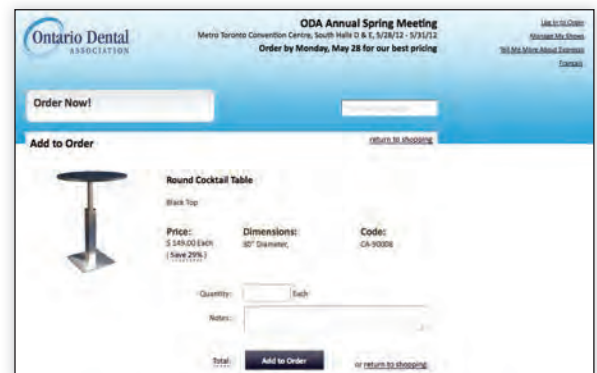 Ontario Dental
ASSOCIATION
ODA Annual Spring Meeting
Metro Toronto Convention Centre, South Halls D & E, 5/28/12 - 5/31/12
Order by Monday, May 28 for our best pricing
Log In to Order
Manage My Shows
Tell Me More About Expresso
Français
Order Now!
Add to Order
return to shopping
Round Cocktail Table
Black Top
Price: Dimensions: Code:
$ 149.00 Each 30" Diameter,
( Save 29% )
Quantity: Each
Notes:
Total: Add to Order or return to shopping